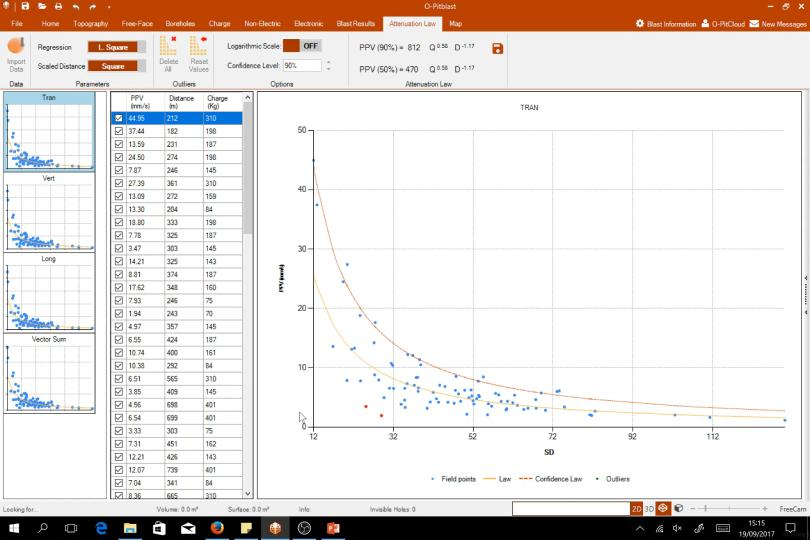 O-Pitblast
File Home Topography Free-Face Boreholes Charge Non-Electric Electronic Blast Results Attenuation Law Map
Blast Information O-PitCloud New Messages
Import Data
Data
Regression L. Square
Scaled Distance Square
Parameters
Delete All
Reset Values
Outliers
Logarithmic Scale: OFF
Confidence Level: 90%
Options
PPV (90%) = 812 Q 0.58 D -1.17
PPV (50%) = 470 Q 0.58 D -1.17
Attenuation Law
Tran
Vert
Long
Vector Sum
PPV (mm/s) Distance (m) Charge (Kg)
44.95 212 310
37.44 182 198
13.59 231 187
24.50 274 198
7.87 246 145
27.39 361 310
13.09 272 159
13.30 204 84
18.80 333 198
7.78 325 187
3.47 303 145
14.21 325 143
8.81 374 187
17.62 348 160
7.93 246 75
1.94 243 70
4.97 357 145
6.55 424 187
10.74 400 161
10.38 292 84
6.51 565 310
3.85 409 145
4.56 698 401
6.54 699 401
3.33 303 75
7.31 451 162
12.21 426 143
12.07 739 401
7.04 341 84
8.36 665 310
TRAN
50
40
30
20
10
0
PPV (mm/s)
12 32 52 72 92 112
SD
Field points Law Confidence Law Outliers
Looking for... Volume: 0.0 m³ Surface: 0.0 m² Info: Invisible Holes: 0 2D 3D FreeCam
15:15
19/09/2017